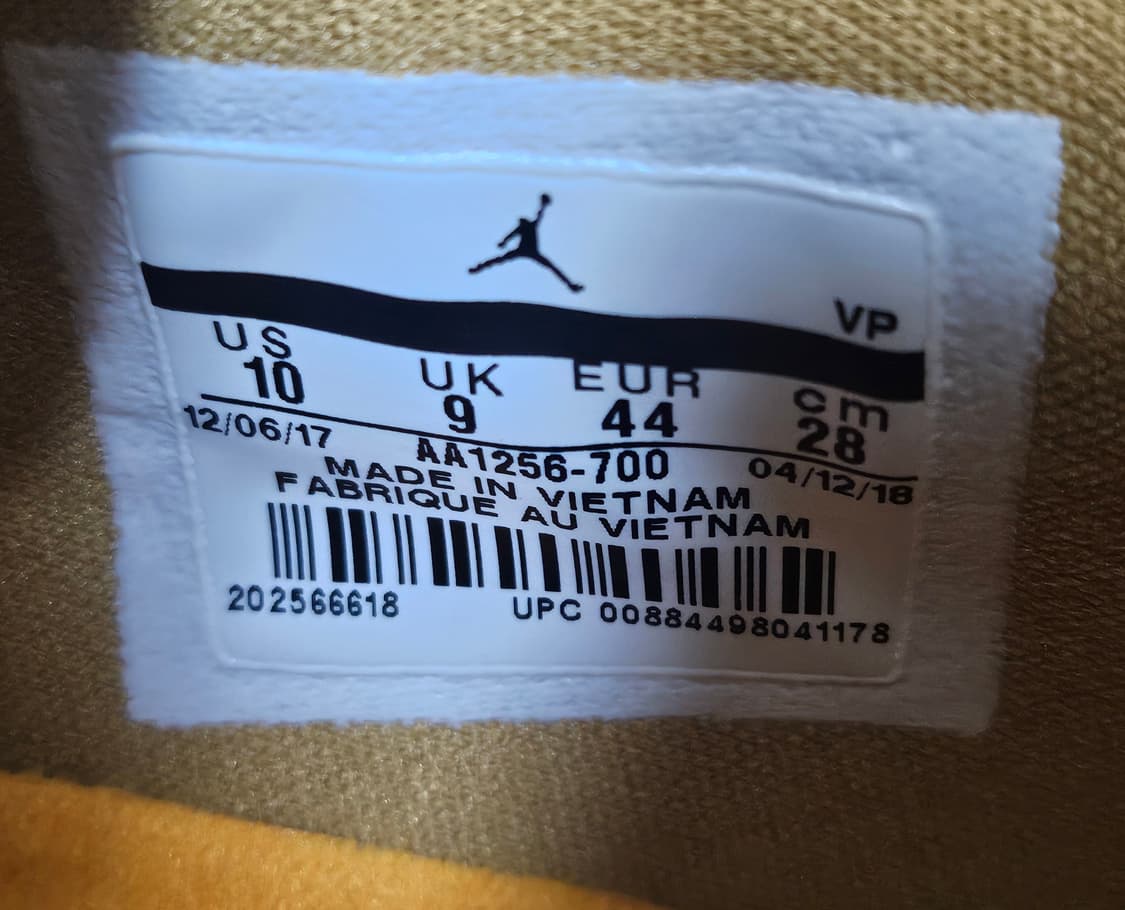 VP
US UK EUR cm
10 9 44 28
12/06/17 AA1256-700 04/12/18
MADE IN VIETNAM
FABRIQUE AU VIETNAM
202566618 UPC 00884498041178